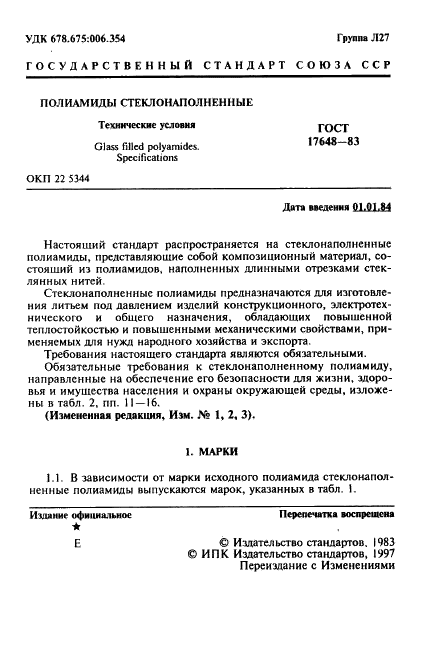 УДК 678.675:006.354 Группа Л27
ГОСУДАРСТВЕННЫЙ СТАНДАРТ СОЮЗА ССР
ПОЛИАМИДЫ СТЕКЛОНАПОЛНЕННЫЕ
Технические условия
Glass filled polyamides.
Specifications
ГОСТ
17648—83
ОКП 22 5344
Дата введения 01.01.84
Настоящий стандарт распространяется на стеклонаполненные
полиамиды, представляющие собой композиционный материал, со-
стоящий из полиамидов, наполненных длинными отрезками стек-
лянных нитей.
Стеклонаполненные полиамиды предназначаются для изготовле-
ния литьем под давлением изделий конструкционного, электротех-
нического и общего назначения, обладающих повышенной
теплостойкостью и повышенными механическими свойствами, при-
меняемых для нужд народного хозяйства и экспорта.
Требования настоящего стандарта являются обязательными.
Обязательные требования к стеклонаполненному полиамиду,
направленные на обеспечение его безопасности для жизни, здоро-
вья и имущества населения и охраны окружающей среды, изложе-
ны в табл. 2, пп. 11—16.
(Измененная редакция, Изм. № 1, 2, 3).
1. МАРКИ
1.1. В зависимости от марки исходного полиамида стеклонапол-
ненные полиамиды выпускаются марок, указанных в табл. 1.
Издание официальное Перепечатка воспрещена
★
Е © Издательство стандартов, 1983
© ИПК Издательство стандартов, 1997
Переиздание с Изменениями